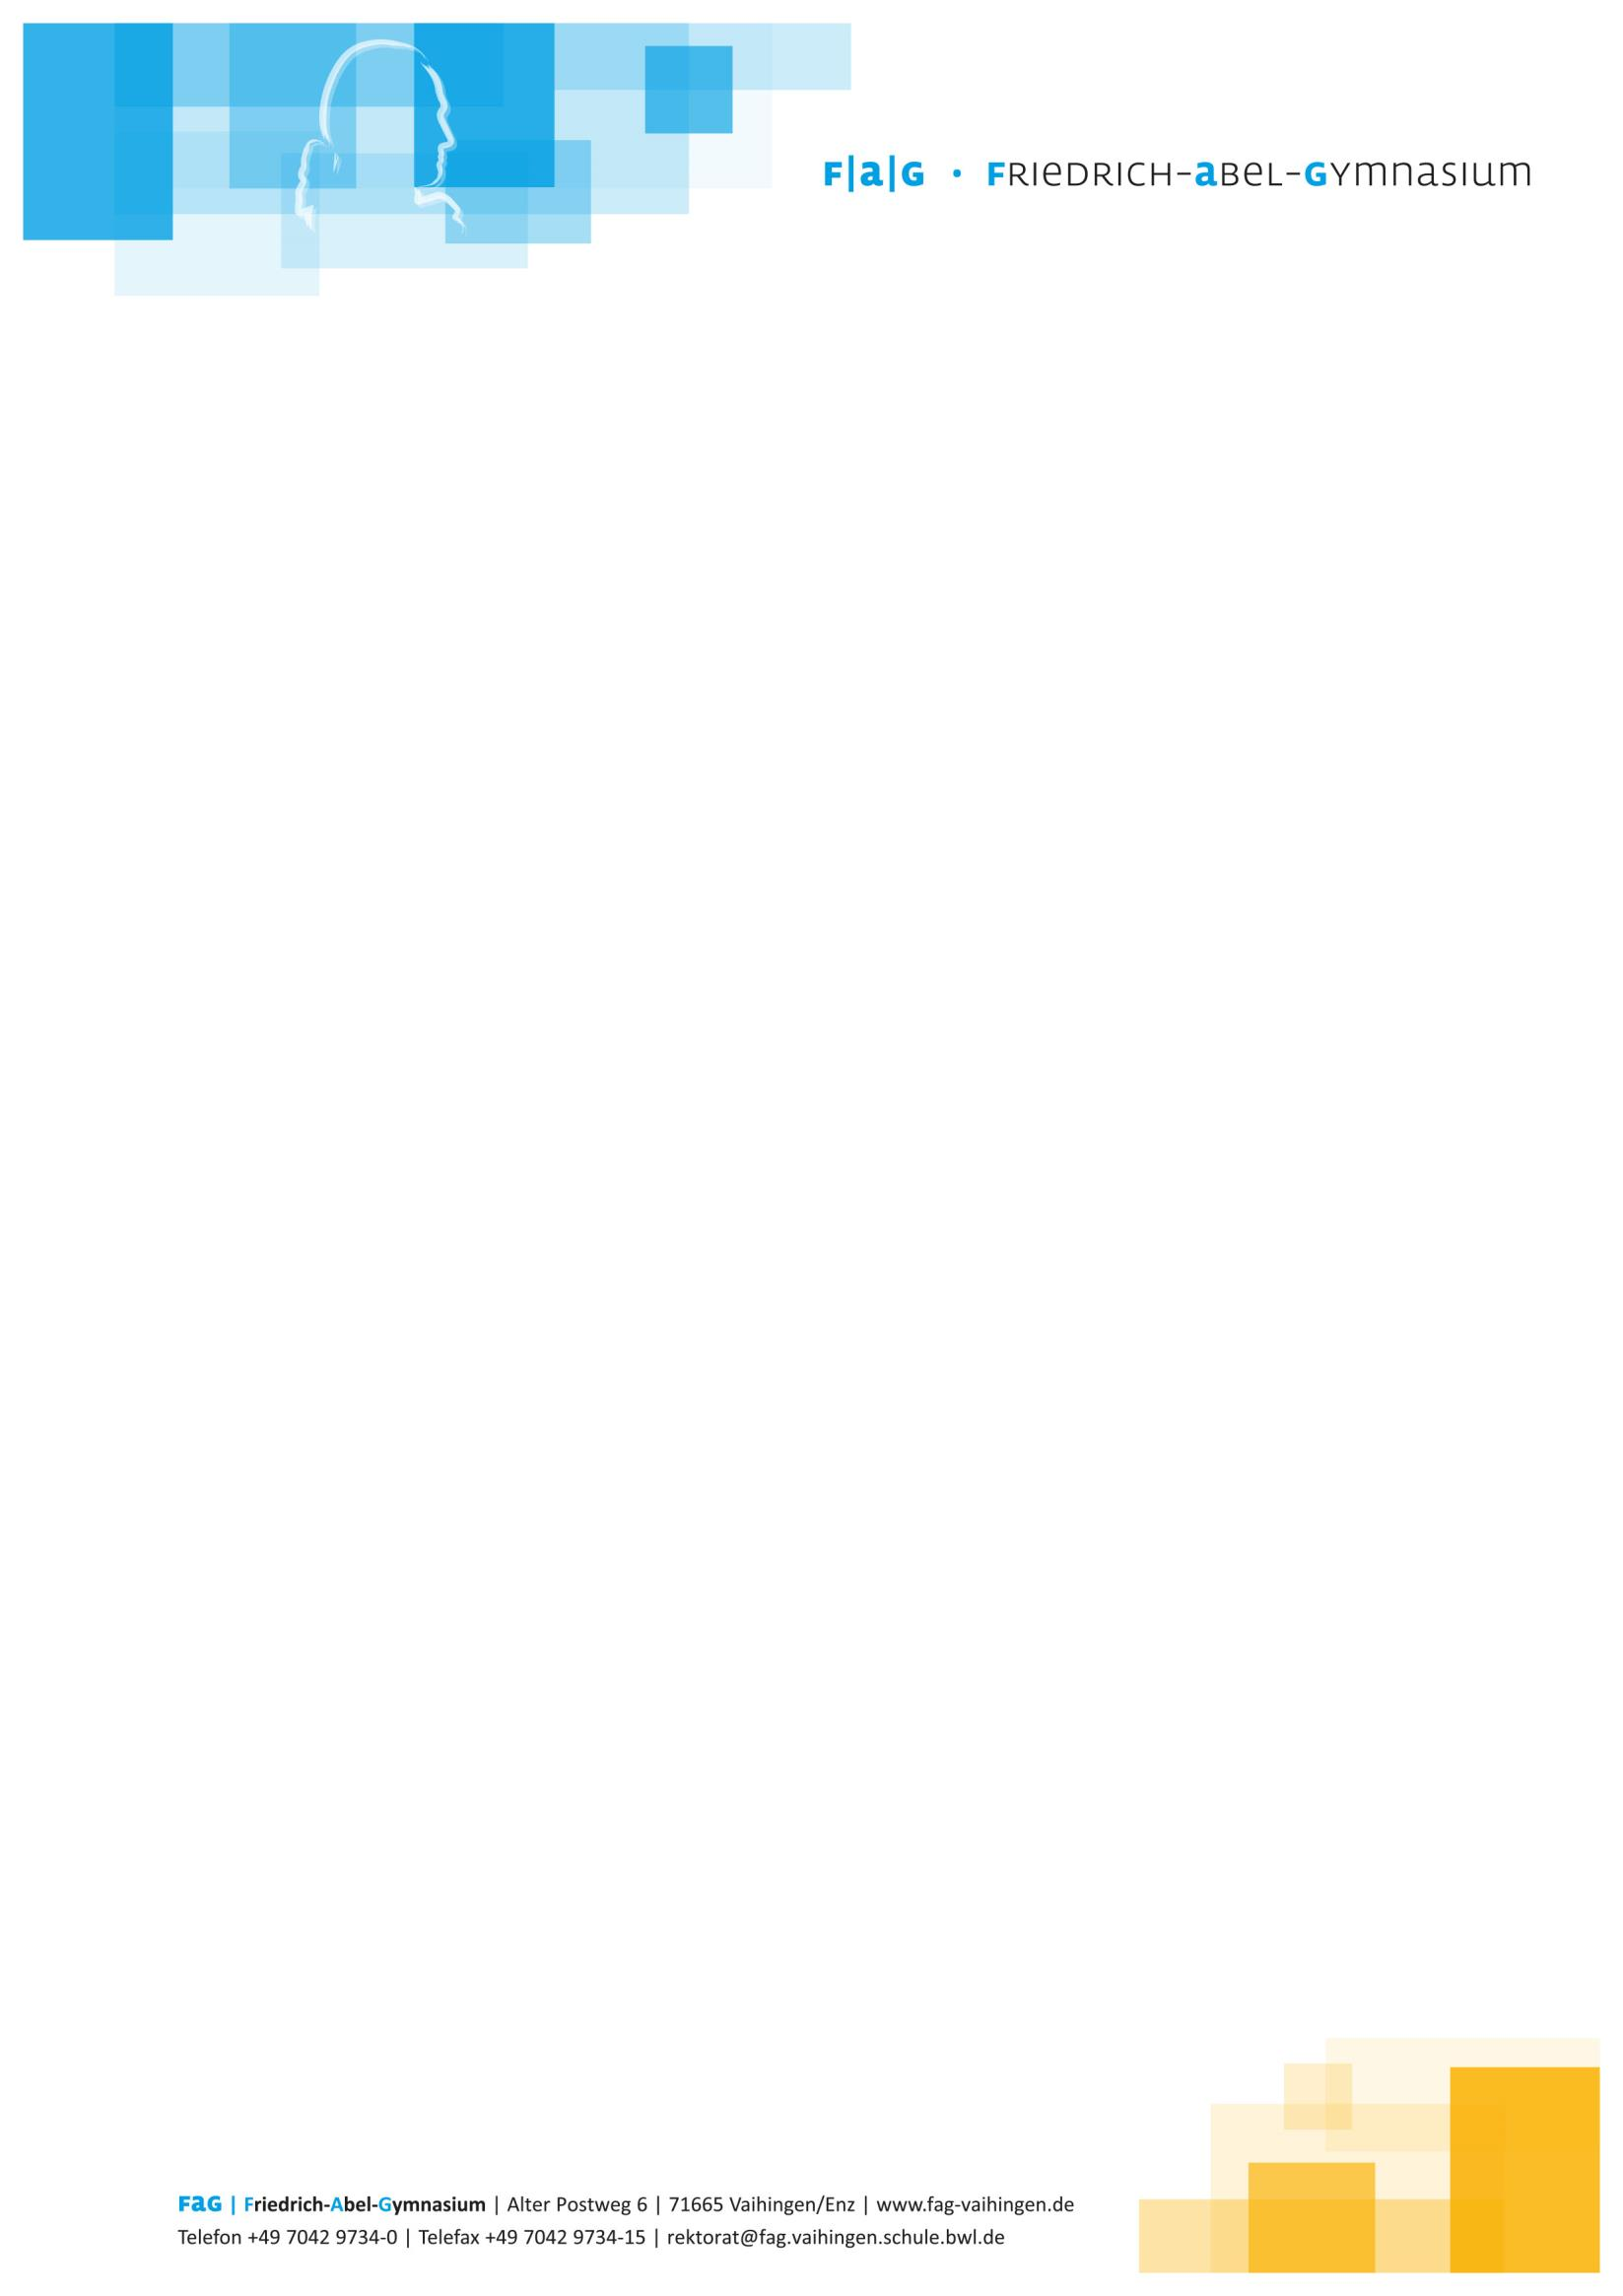 F|a|G · Friedrich-Abel-Gymnasium
FaG | Friedrich-Abel-Gymnasium | Alter Postweg 6 | 71665 Vaihingen/Enz | www.fag-vaihingen.de
Telefon +49 7042 9734-0 | Telefax +49 7042 9734-15 | rektorat@fag.vaihingen.schule.bwl.de